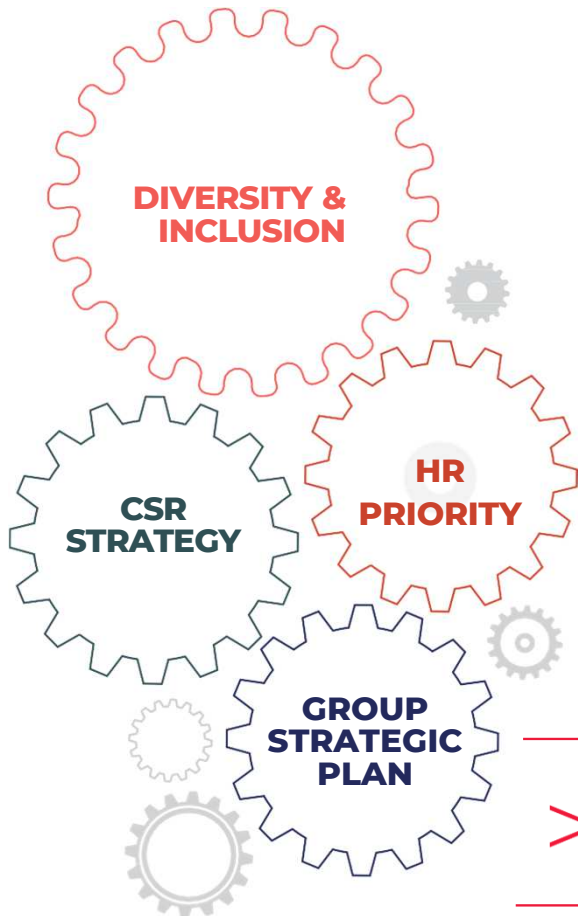 DIVERSITY &
INCLUSION
HR
PRIORITY
CSR
STRATEGY
GROUP
STRATEGIC
PLAN
>